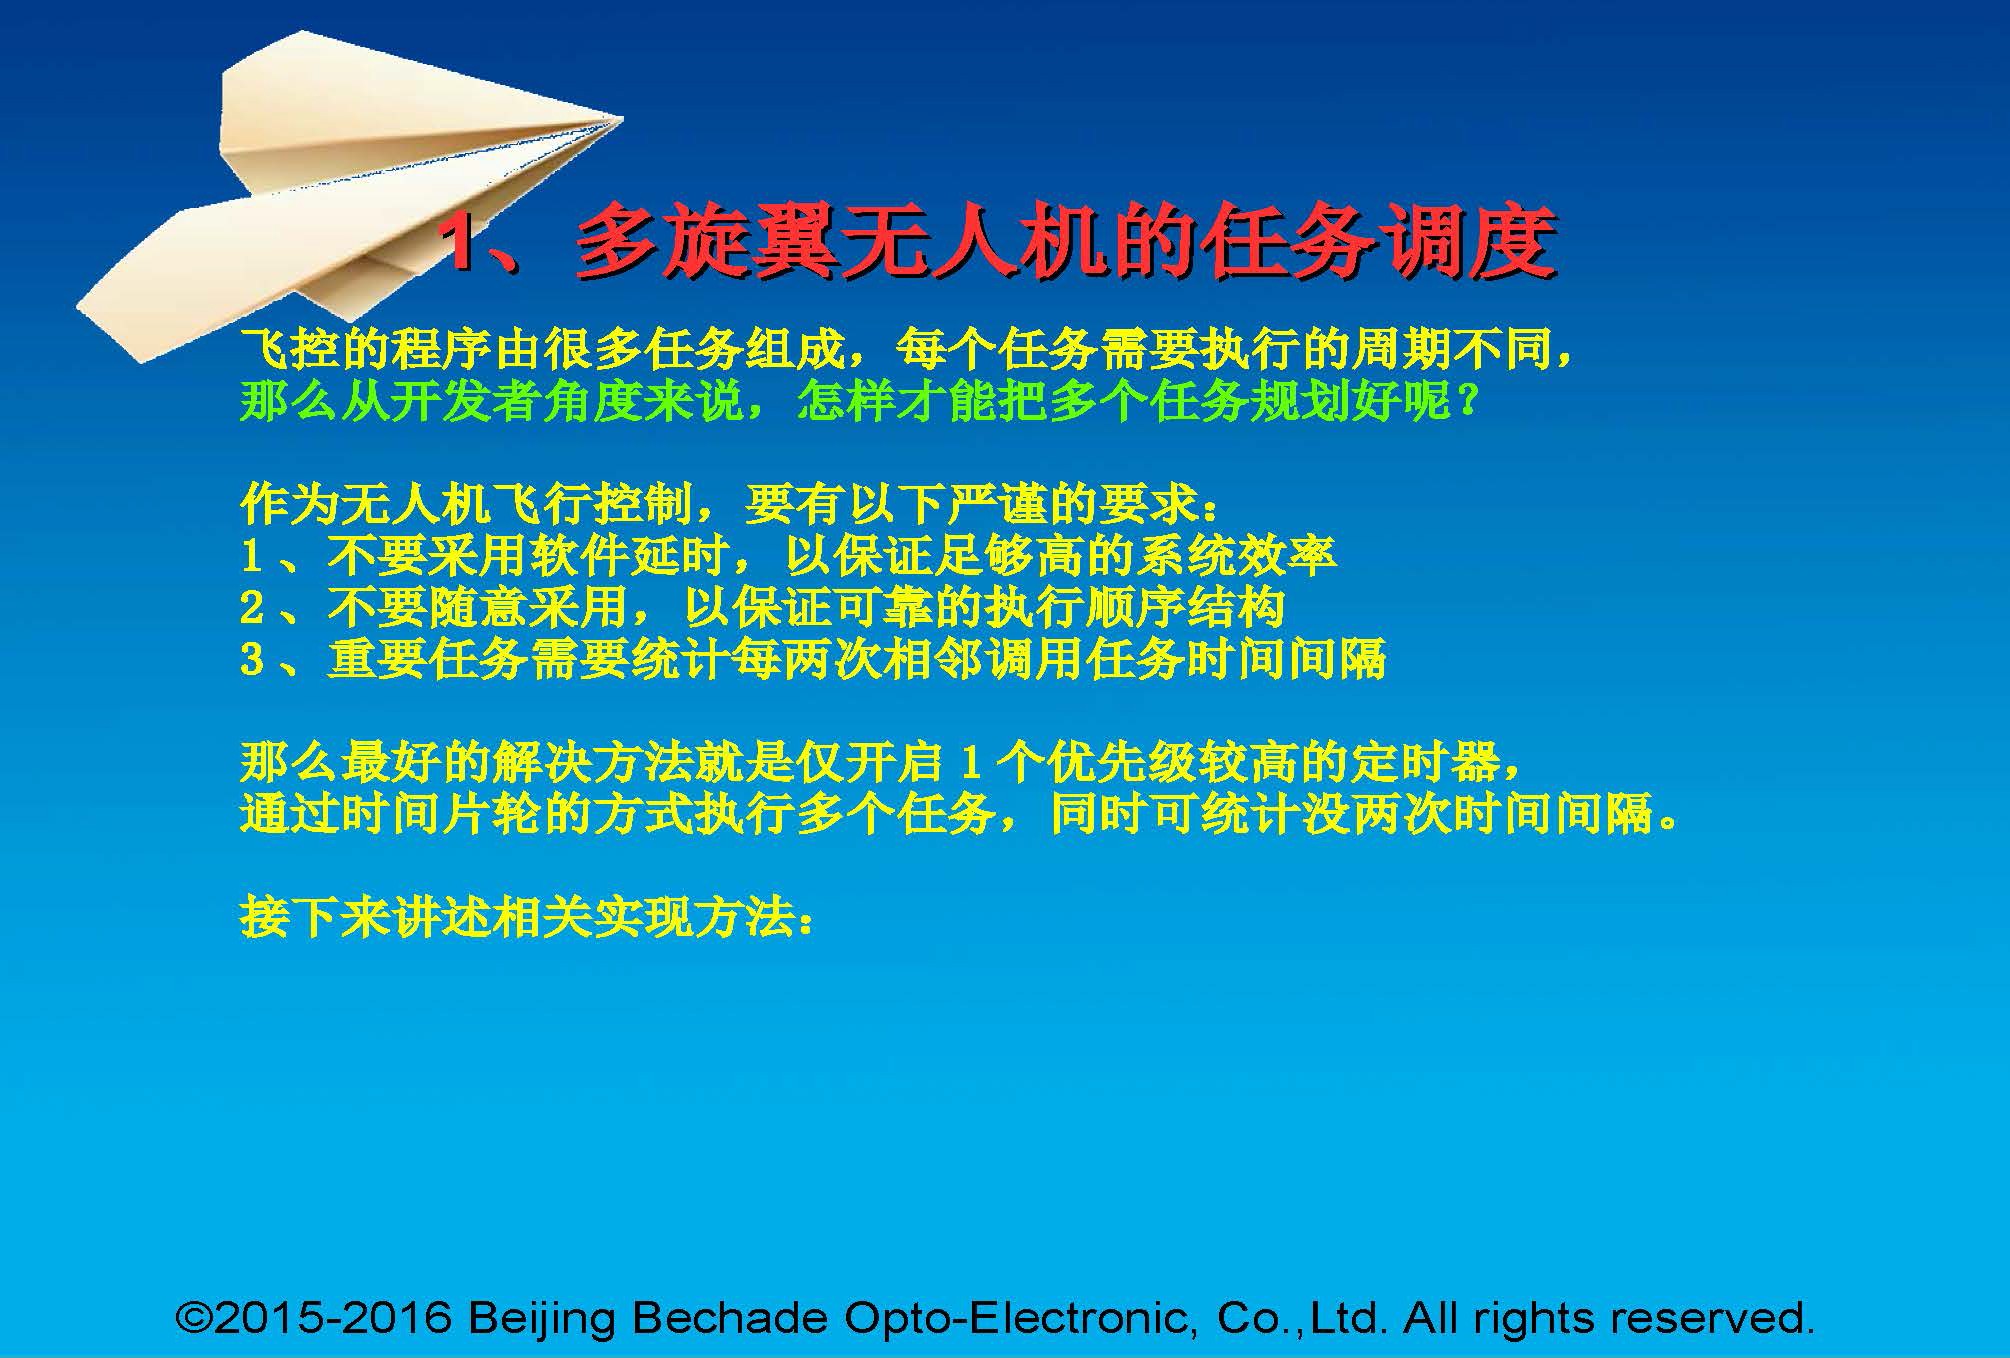 1、多旋翼无人机的任务调度
飞控的程序由很多任务组成，每个任务需要执行的周期不同，
那么从开发者角度来说，怎样才能把多个任务规划好呢？
作为无人机飞行控制，要有以下严谨的要求：
1、不要采用软件延时，以保证足够高的系统效率
2、不要随意采用，以保证可靠的执行顺序结构
3、重要任务需要统计每两次相邻调用任务时间间隔
那么最好的解决方法就是仅开启1个优先级较高的定时器，
通过时间片轮的方式执行多个任务，同时可统计没两次时间间隔。
接下来讲述相关实现方法：
©2015-2016 Beijing Bechade Opto-Electronic, Co.,Ltd. All rights reserved.